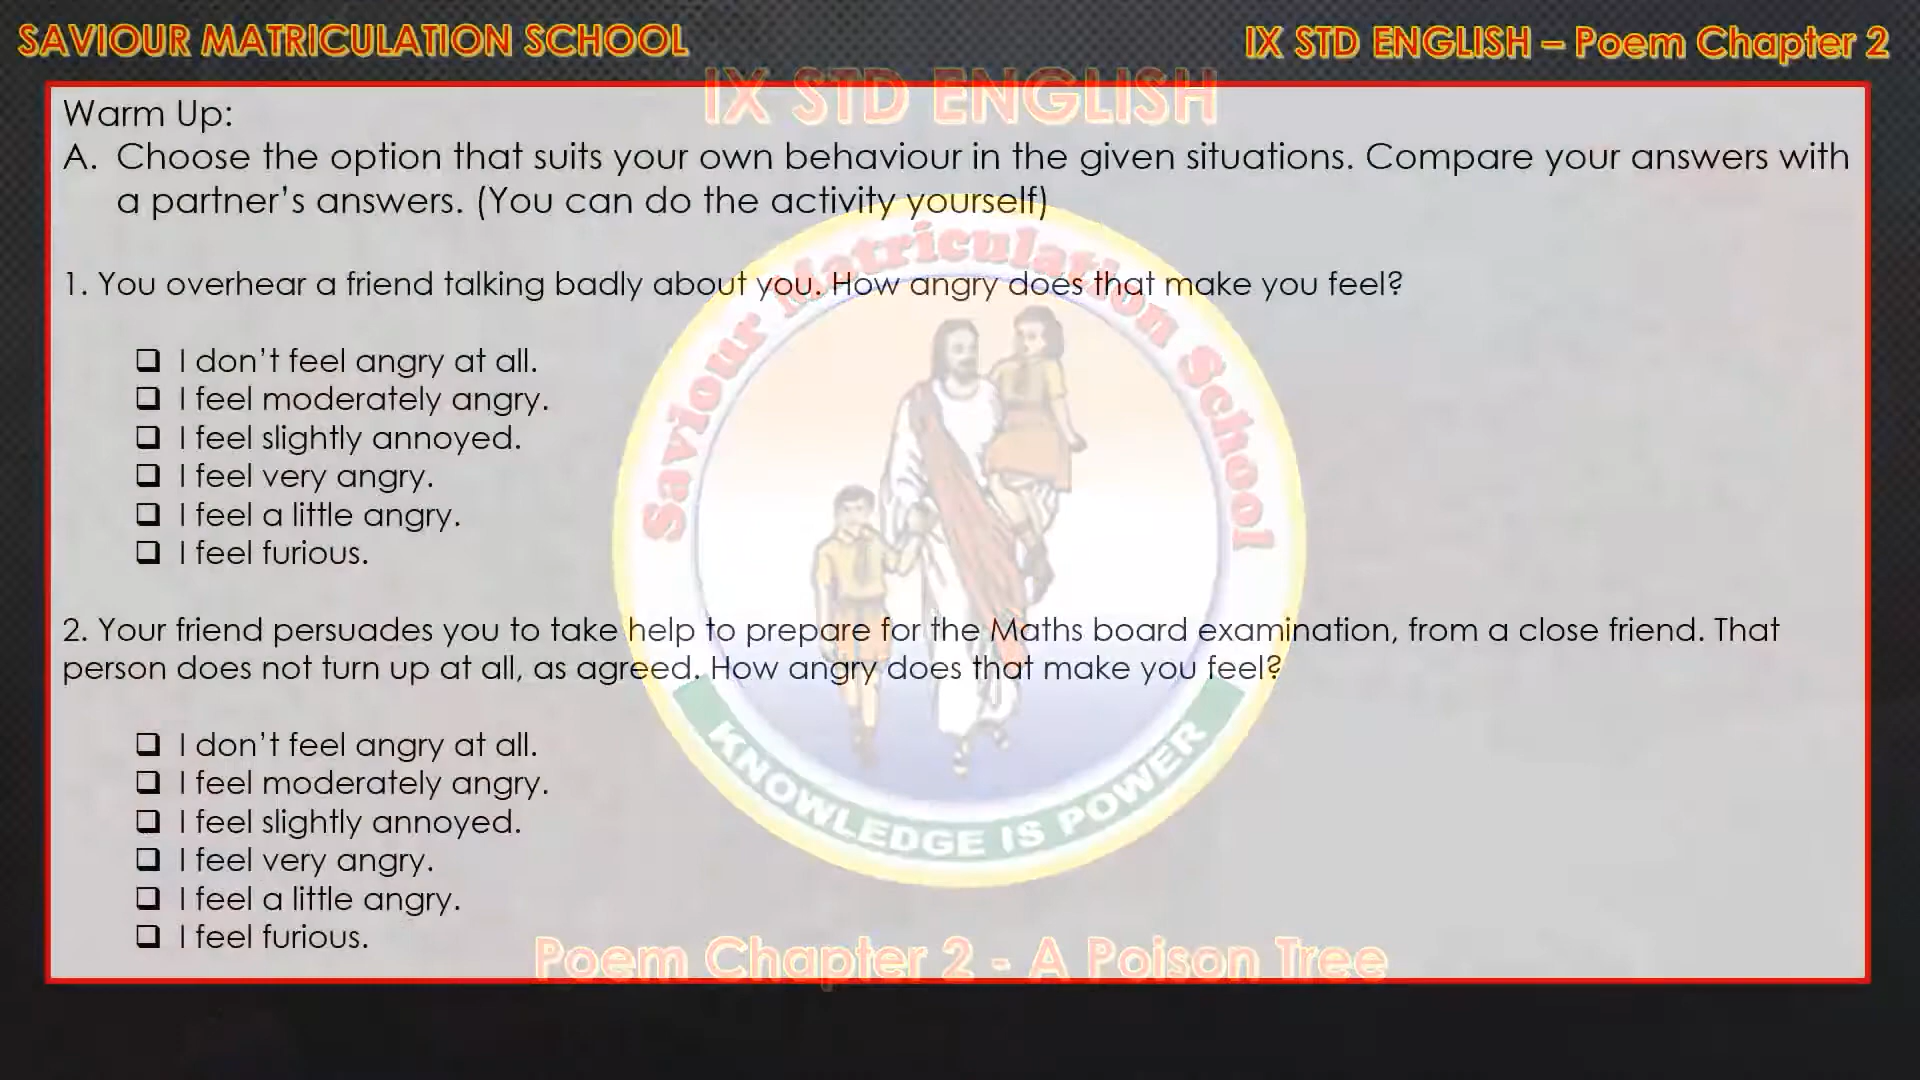 SAVIOUR MATRICULATION SCHOOL
IX STD ENGLISH – Poem Chapter 2
IX STD ENGLISH
Warm Up:
A. Choose the option that suits your own behaviour in the given situations. Compare your answers with
a partner's answers. (You can do the activity yourself)
1. You overhear a friend talking badly about you. How angry does that make you feel?
❑ I don't feel angry at all.
❑ I feel moderately angry.
❑ I feel slightly annoyed.
❑ I feel very angry.
❑ I feel a little angry.
❑ I feel furious.
2. Your friend persuades you to take help to prepare for the Maths board examination, from a close friend. That
person does not turn up at all, as agreed. How angry does that make you feel?
❑ I don't feel angry at all.
❑ I feel moderately angry.
❑ I feel slightly annoyed.
❑ I feel very angry.
❑ I feel a little angry.
❑ I feel furious.
Saviour Matriculation School
KNOWLEDGE IS POWER
Poem Chapter 2 - A Poison Tree